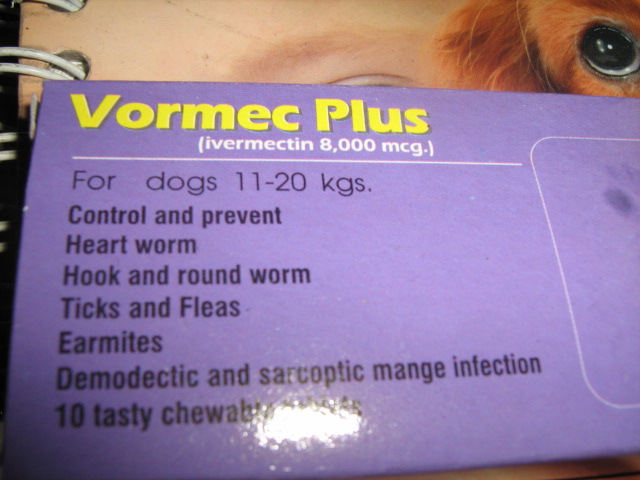 Vormec Plus
(ivermectin 8,000 mcg.)
For dogs 11-20 kgs.
Control and prevent
Heart worm
Hook and round worm
Ticks and Fleas
Earmites
Demodectic and sarcoptic mange infection
10 tasty chewable